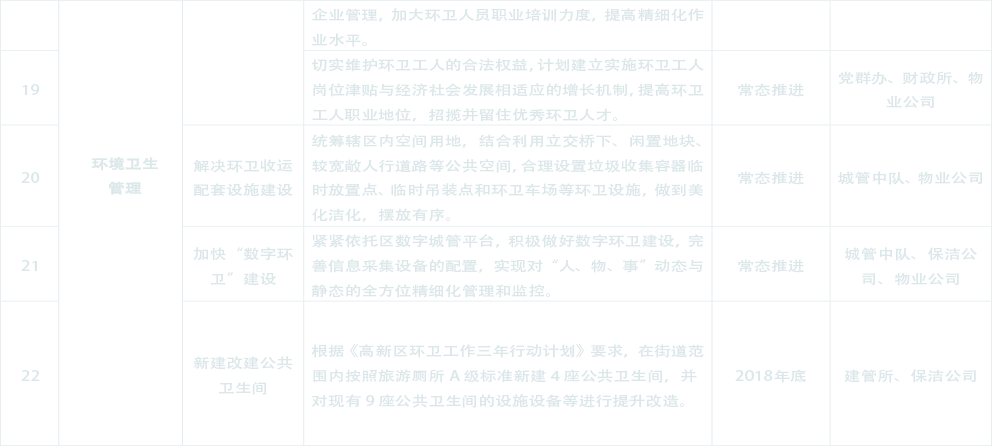 企业管理，加大环卫人员职业培训力度，提高精细化作
业水平。
19
切实维护环卫工人的合法权益，计划建立实施环卫工人
岗位津贴与经济社会发展相适应的增长机制，提高环卫
工人职业地位，招揽并留住优秀环卫人才。
常态推进
党群办、财政所、物
业公司
环境卫生
管理
20
解决环卫收运
配套设施建设
统筹辖区内空间用地，结合利用立交桥下、闲置地块、
较宽敞人行道路等公共空间，合理设置垃圾收集容器临
时放置点、临时吊装点和环卫车场等环卫设施，做到美
化洁化，摆放有序。
常态推进
城管中队、物业公司
21
加快“数字环
卫”建设
紧紧依托区数字城管平台，积极做好数字环卫建设，完
善信息采集设备的配置，实现对“人、物、事”动态与
静态的全方位精细化管理和监控。
常态推进
城管中队、保洁公
司、物业公司
22
新建改建公共
卫生间
根据《高新区环卫工作三年行动计划》要求，在街道范
围内按照旅游厕所 A 级标准新建 4 座公共卫生间，并
对现有 9 座公共卫生间的设施设备等进行提升改造。
2018年底
建管所、保洁公司